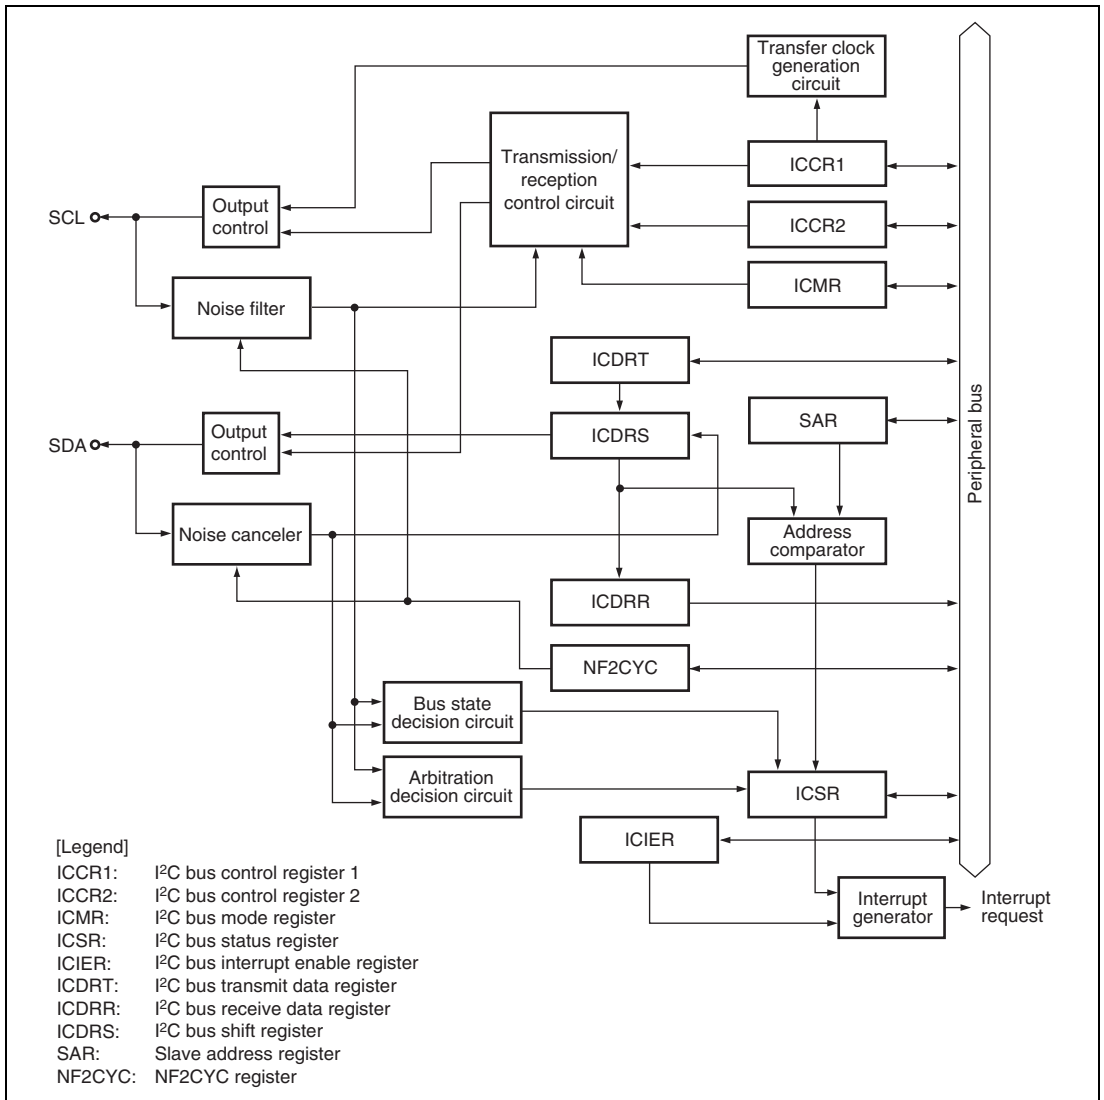 Transfer clock
generation
circuit
Transmission/
reception
control circuit
ICCR1
Output
control
SCL
ICCR2
ICMR
Noise filter
ICDRT
Peripheral bus
SAR
Output
control
ICDRS
SDA
Noise canceler
Address
comparator
ICDRR
NF2CYC
Bus state
decision circuit
Arbitration
decision circuit
ICSR
ICIER
Interrupt
generator
Interrupt
request
[Legend]
ICCR1: I²C bus control register 1
ICCR2: I²C bus control register 2
ICMR: I²C bus mode register
ICSR: I²C bus status register
ICIER: I²C bus interrupt enable register
ICDRT: I²C bus transmit data register
ICDRR: I²C bus receive data register
ICDRS: I²C bus shift register
SAR: Slave address register
NF2CYC: NF2CYC register